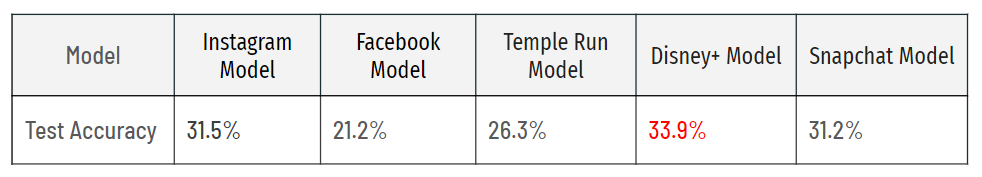 Model
Instagram
Model
Facebook
Model
Temple Run
Model
Disney+ Model
Snapchat Model
Test Accuracy
31.5%
21.2%
26.3%
33.9%
31.2%